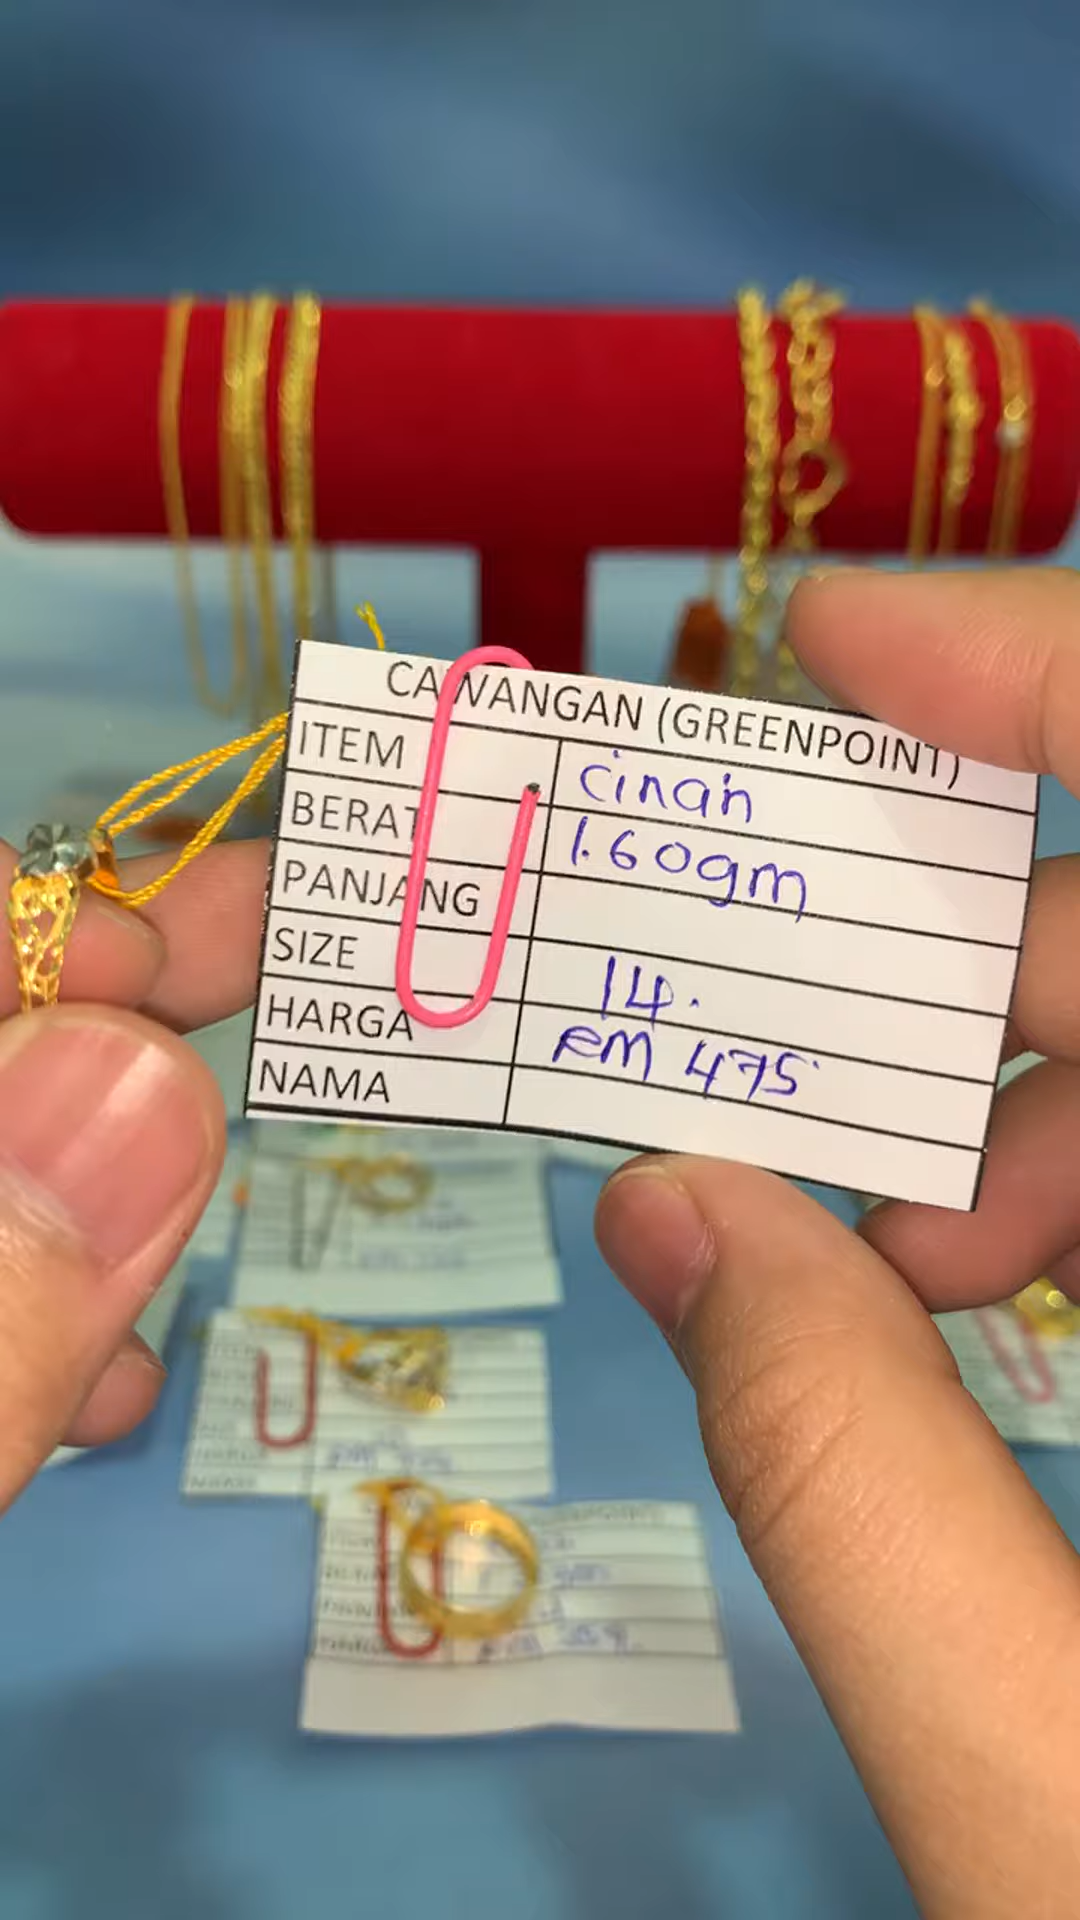 CAWANGAN (GREENPOINT)
ITEM cinan
BERAT 1.60gm
PANJANG
SIZE 14.
HARGA RM 475
NAMA